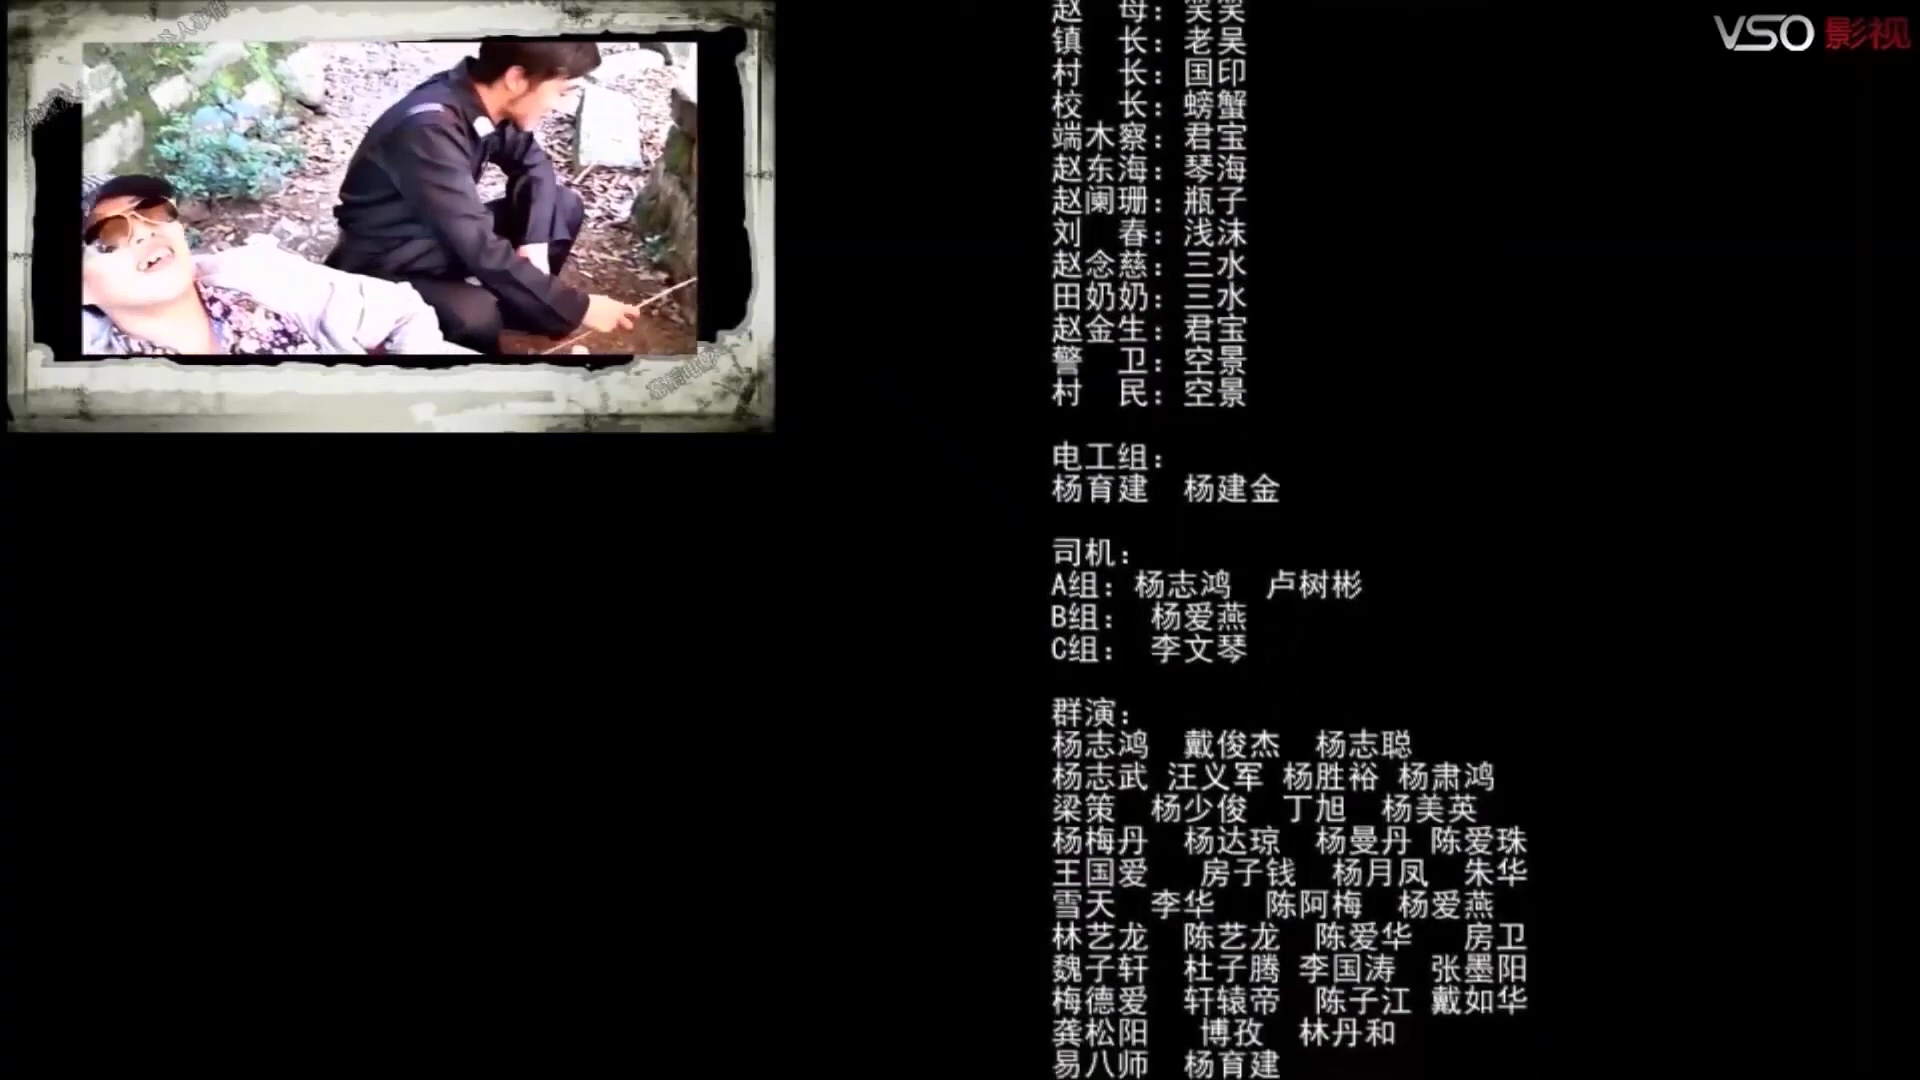 VSO 影视
赵 母：笑笑
镇 长：老吴
村 长：国印
校 长：螃蟹
端木察：君宝
赵东海：琴海
赵阑珊：瓶子
刘 春：浅沫
赵念慈：三水
田奶奶：三水
赵金生：君宝
警 卫：空景
村 民：空景
电工组：
杨育建 杨建金
司机：
A组：杨志鸿 卢树彬
B组： 杨爱燕
C组： 李文琴
群演：
杨志鸿 戴俊杰 杨志聪
杨志武 汪义军 杨胜裕 杨肃鸿
梁策 杨少俊 丁旭 杨美英
杨梅丹 杨达琼 杨曼丹 陈爱珠
王国爱 房子钱 杨月凤 朱华
雪天 李华 陈阿梅 杨爱燕
林艺龙 陈艺龙 陈爱华 房卫
魏子轩 杜子腾 李国涛 张墨阳
梅德爱 轩辕帝 陈子江 戴如华
龚松阳 博孜 林丹和
易八师 杨育建